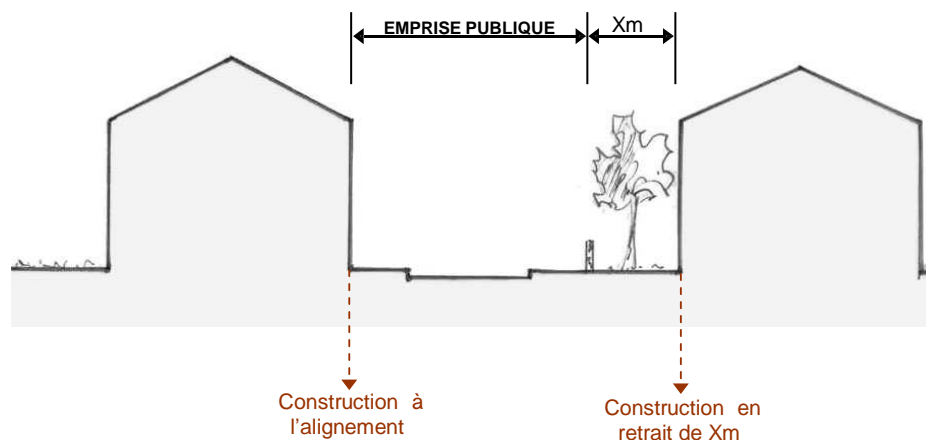 EMPRISE PUBLIQUE
Xm
Construction à
l'alignement
Construction en
retrait de Xm